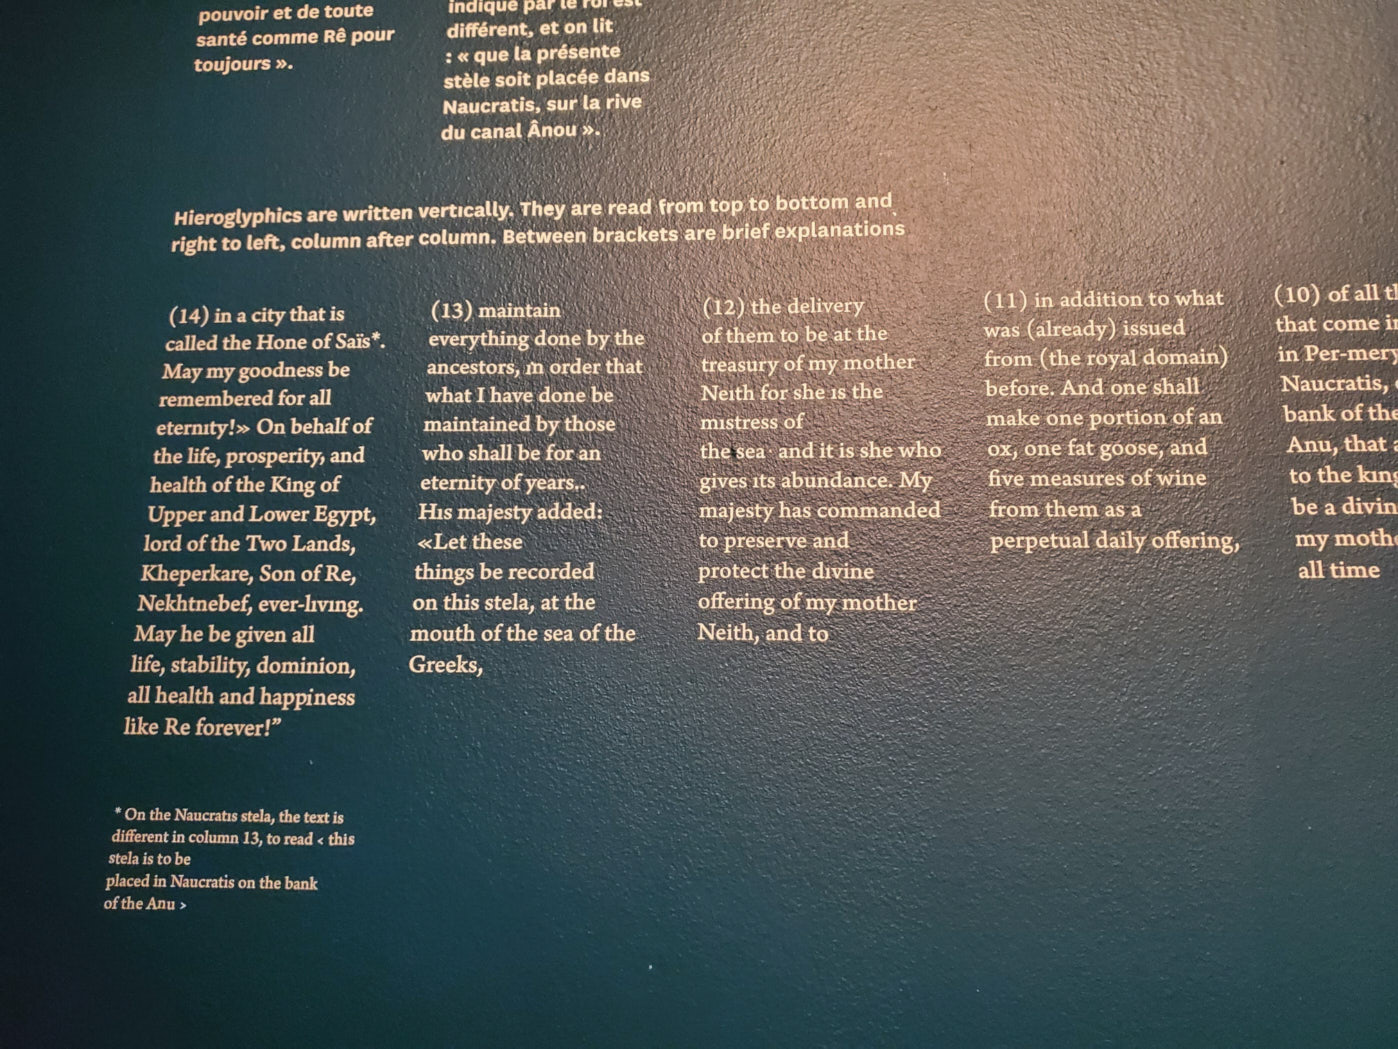 pouvoir et de toute
santé comme Rê pour
toujours ».
indiqué par le roi est
différent, et on lit
: « que la présente
stèle soit placée dans
Naucratis, sur la rive
du canal Ânou ».
Hieroglyphics are written vertically. They are read from top to bottom and
right to left, column after column. Between brackets are brief explanations
(14) in a city that is
called the Hone of Saïs*.
May my goodness be
remembered for all
eternity!» On behalf of
the life, prosperity, and
health of the King of
Upper and Lower Egypt,
lord of the Two Lands,
Kheperkare, Son of Re,
Nekhtnebef, ever-living.
May he be given all
life, stability, dominion,
all health and happiness
like Re forever!”
(13) maintain
everything done by the
ancestors, in order that
what I have done be
maintained by those
who shall be for an
eternity of years..
His majesty added:
«Let these
things be recorded
on this stela, at the
mouth of the sea of the
Greeks,
(12) the delivery
of them to be at the
treasury of my mother
Neith for she is the
mistress of
the sea and it is she who
gives its abundance. My
majesty has commanded
to preserve and
protect the divine
offering of my mother
Neith, and to
(11) in addition to what
was (already) issued
from (the royal domain)
before. And one shall
make one portion of an
ox, one fat goose, and
five measures of wine
from them as a
perpetual daily offering,
(10) of all
that come
in Per-mery
Naucratis,
bank of the
Anu, that
to the
be a
my
all time
* On the Naucratis stela, the text is
different in column 13, to read < this
stela is to be
placed in Naucratis on the bank
of the Anu >